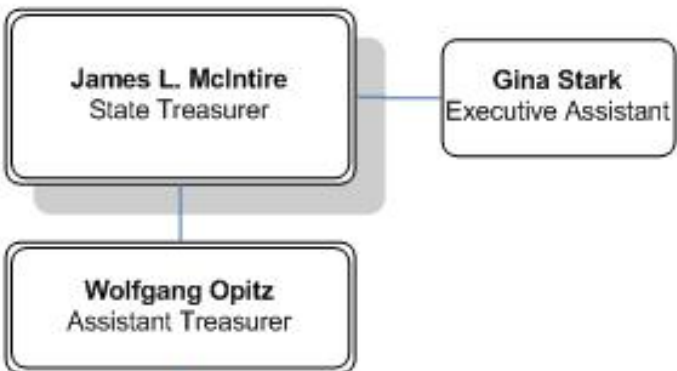 James L. McIntire
State Treasurer
Gina Stark
Executive Assistant
Wolfgang Opitz
Assistant Treasurer